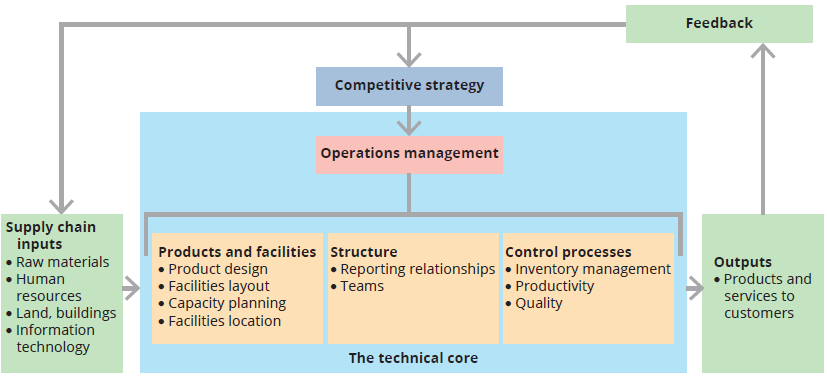 Feedback
Competitive strategy
Operations management
Supply chain
inputs
• Raw materials
• Human
resources
• Land, buildings
• Information
technology
Products and facilities
• Product design
• Facilities layout
• Capacity planning
• Facilities location
Structure
• Reporting relationships
• Teams
Control processes
• Inventory management
• Productivity
• Quality
Outputs
• Products and
services to
customers
The technical core